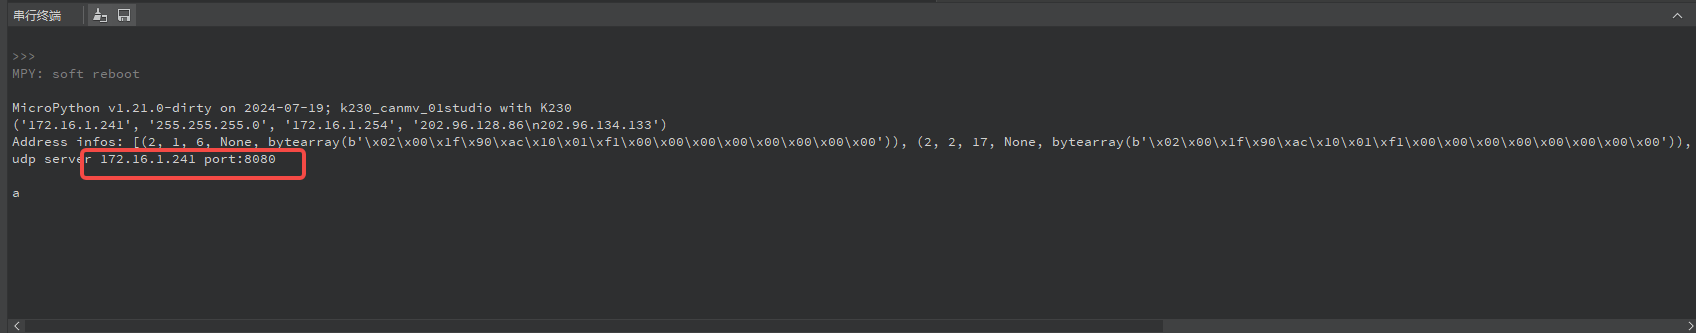 串行终端
>>>
MPY: soft reboot
MicroPython v1.21.0-dirty on 2024-07-19; k230_canmv_01studio with K230
('172.16.1.241', '255.255.255.0', '172.16.1.254', '202.96.128.86\n202.96.134.133')
Address infos: [(2, 1, 6, None, bytearray(b'\x02\x00\x1f\x90\xac\x10\x01\xf1\x00\x00\x00\x00\x00\x00\x00\x00')), (2, 2, 17, None, bytearray(b'\x02\x00\x1f\x90\xac\x10\x01\xf1\x00\x00\x00\x00\x00\x00\x00\x00')),
udp server 172.16.1.241 port:8080
a